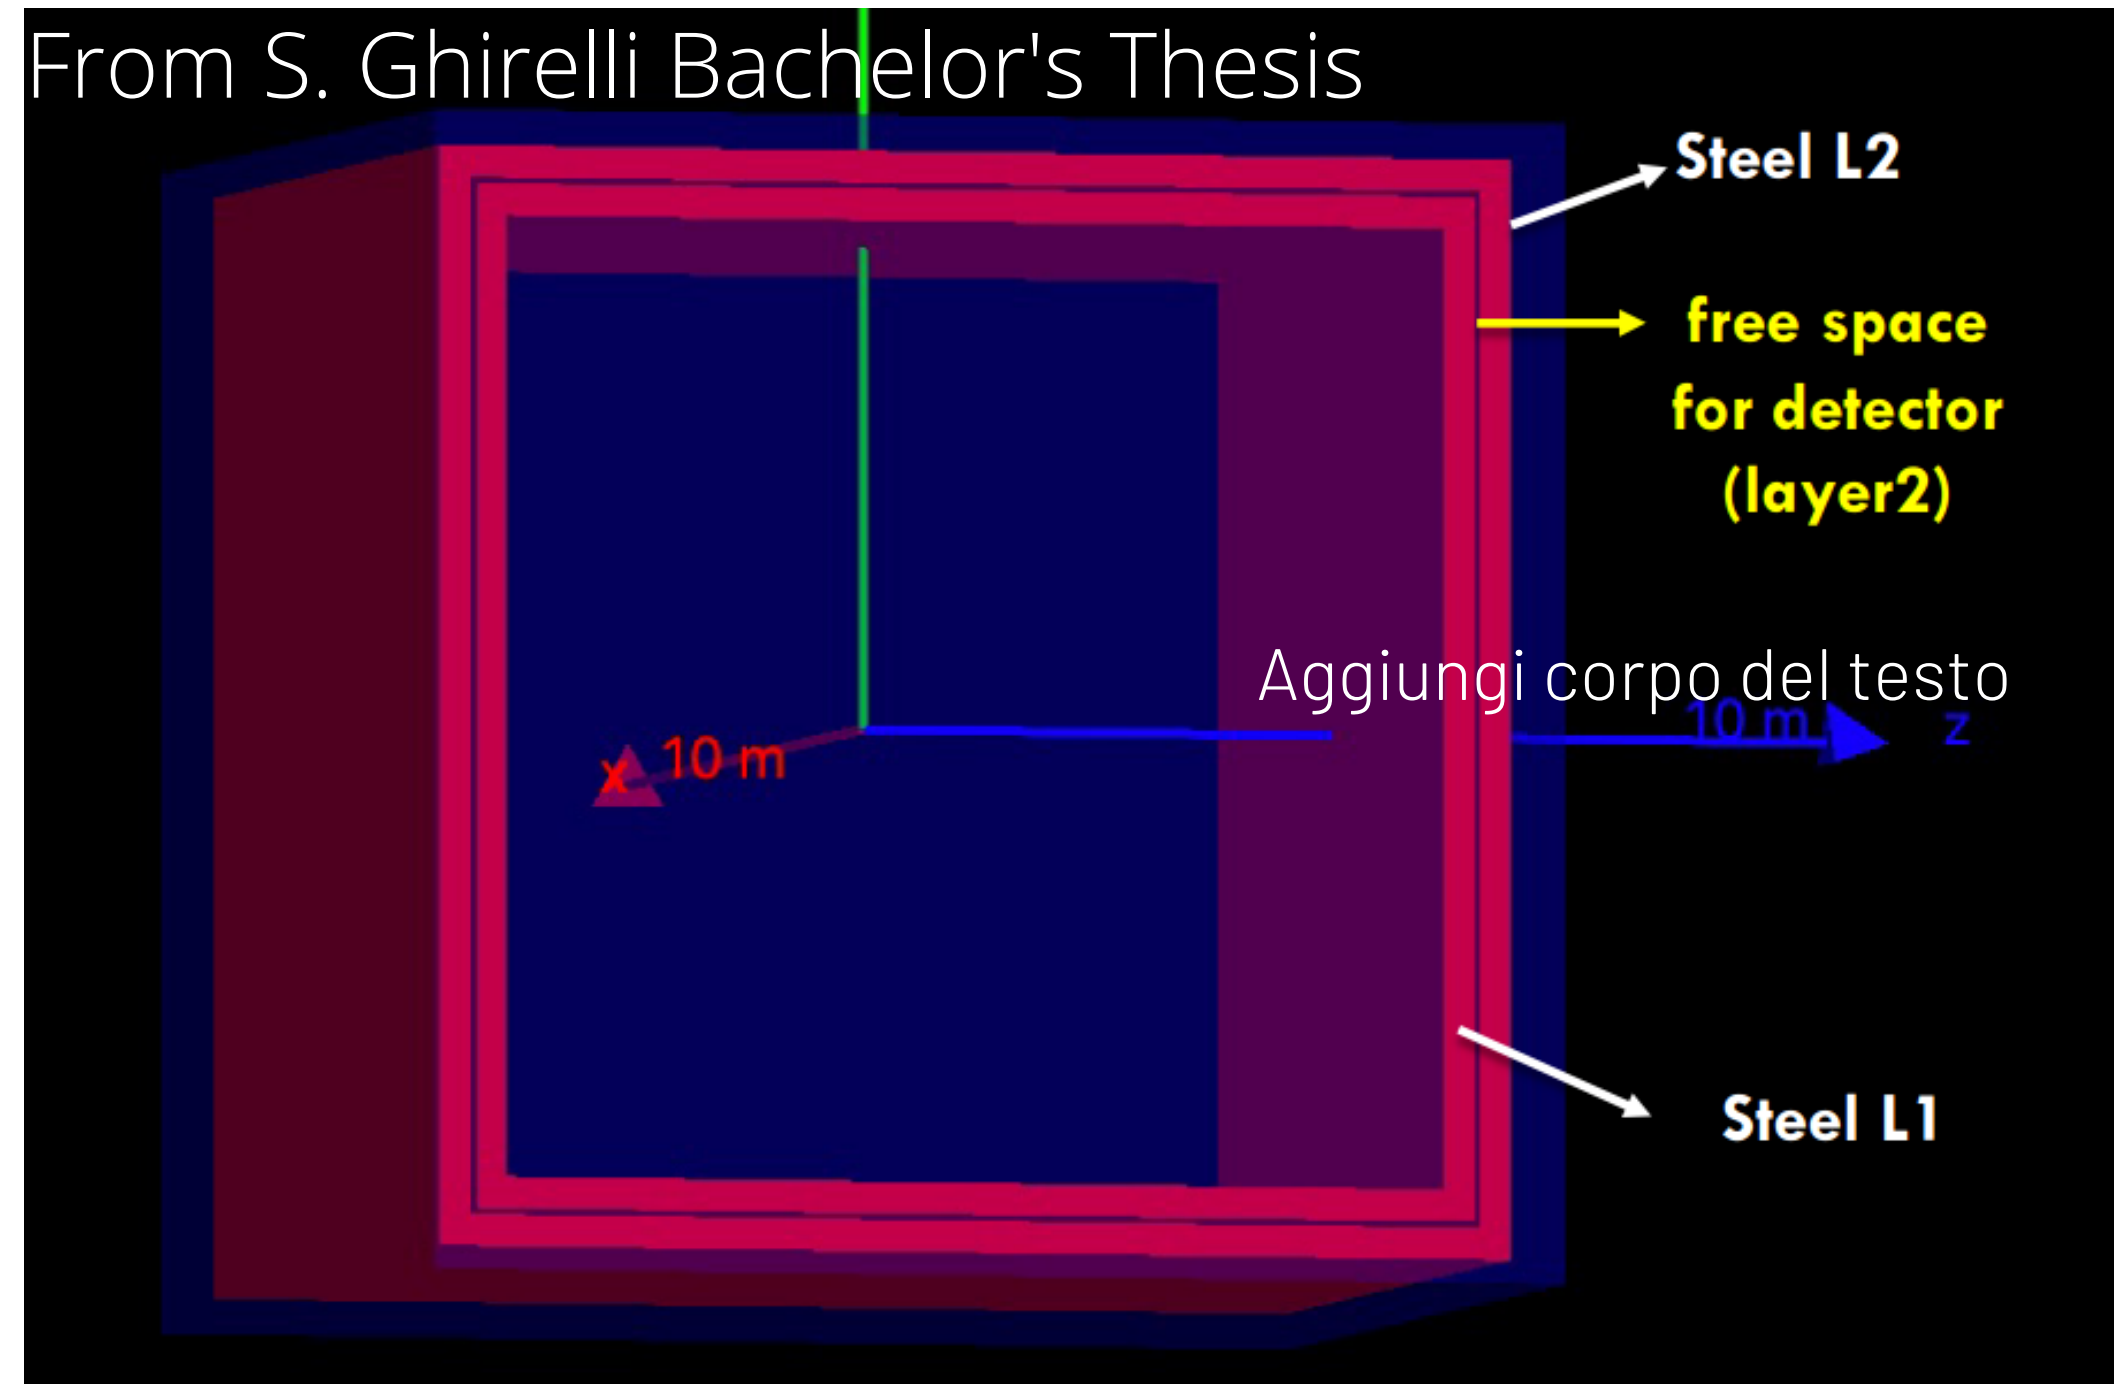 From S. Ghirelli Bachelor's Thesis
Steel L2
free space
for detector
(layer2)
Aggiungi corpo del testo
10 m z
x 10 m
Steel L1